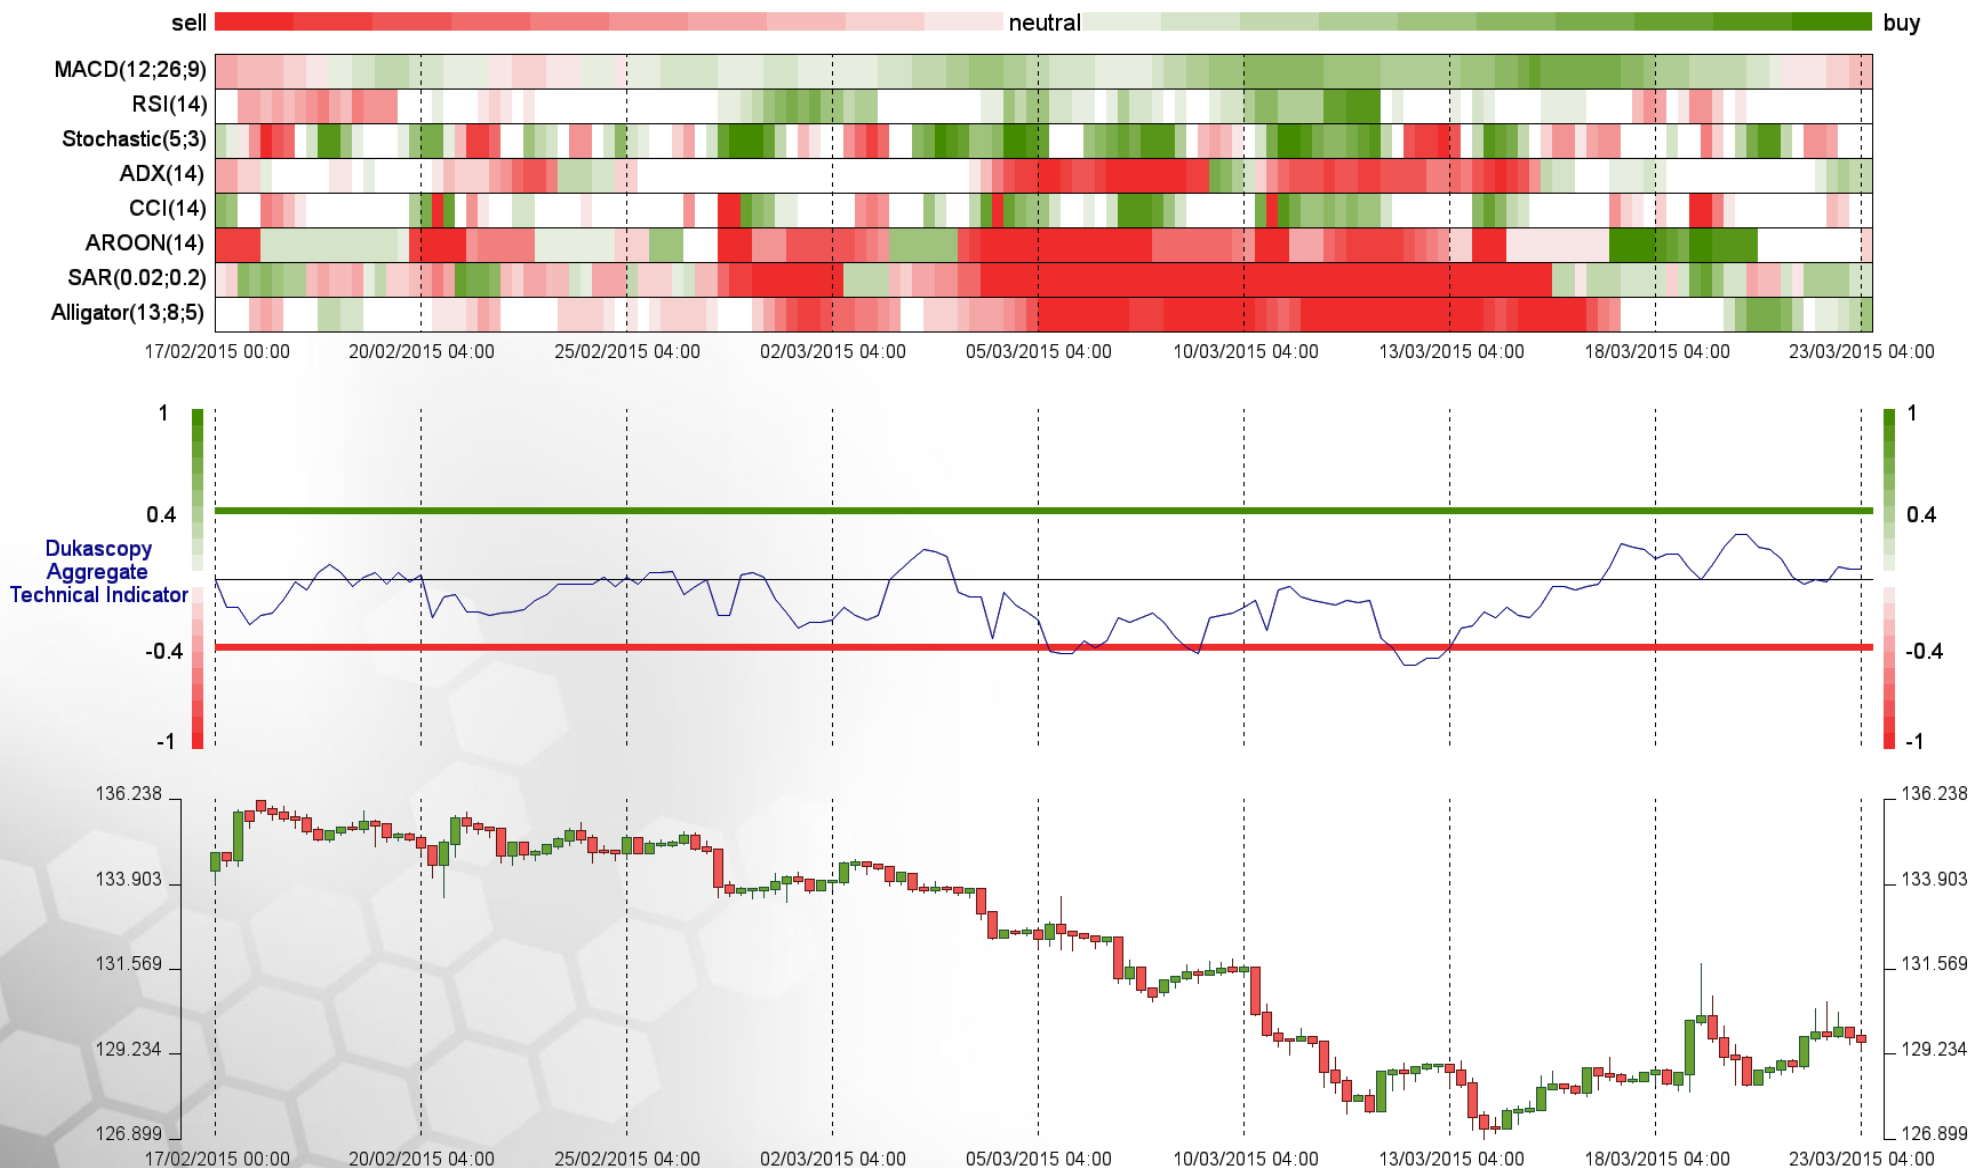 sell neutral buy
MACD(12;26;9)
RSI(14)
Stochastic(5;3)
ADX(14)
CCI(14)
AROON(14)
SAR(0.02;0.2)
Alligator(13;8;5)
17/02/2015 00:00 20/02/2015 04:00 25/02/2015 04:00 02/03/2015 04:00 05/03/2015 04:00 10/03/2015 04:00 13/03/2015 04:00 18/03/2015 04:00 23/03/2015 04:00
1 1
0.4 0.4
Dukascopy
Aggregate
Technical Indicator
-0.4 -0.4
-1 -1
136.238 136.238
133.903 133.903
131.569 131.569
129.234 129.234
126.899 126.899
17/02/2015 00:00 20/02/2015 04:00 25/02/2015 04:00 02/03/2015 04:00 05/03/2015 04:00 10/03/2015 04:00 13/03/2015 04:00 18/03/2015 04:00 23/03/2015 04:00